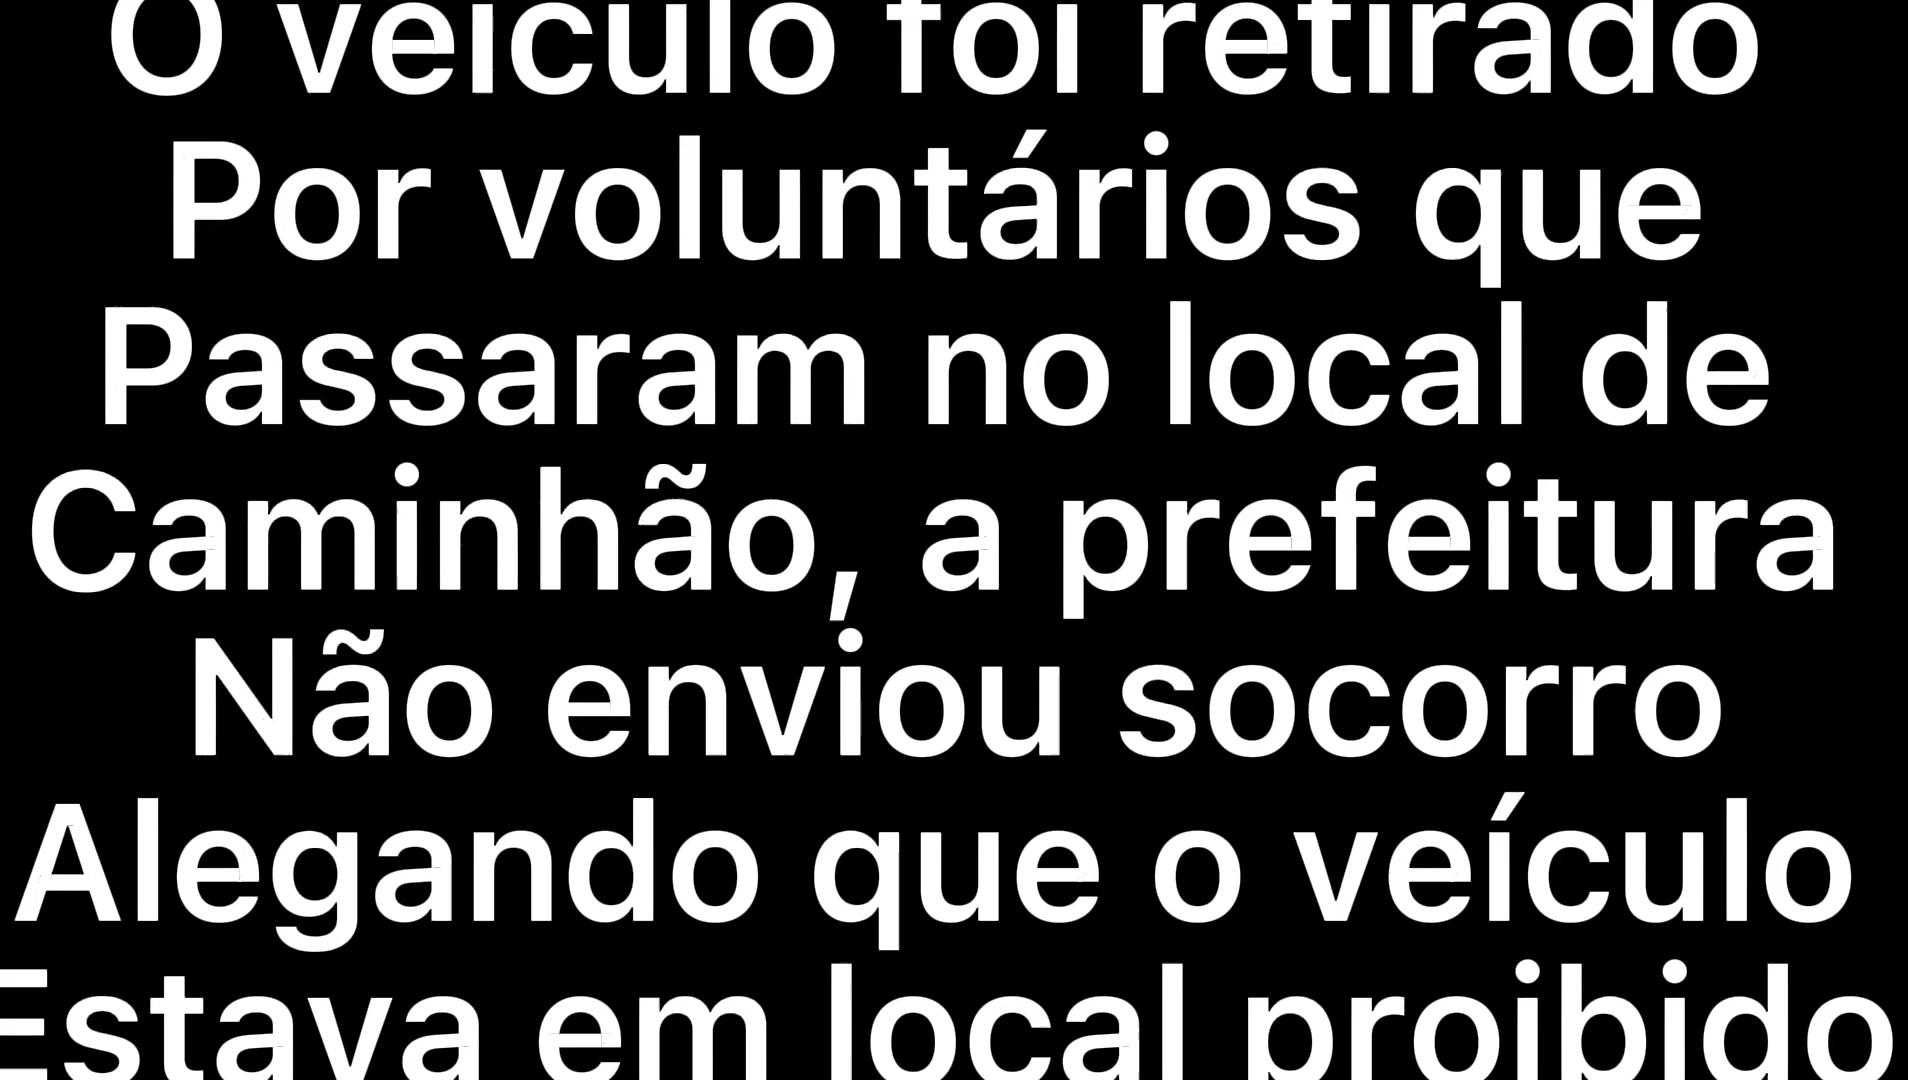 O veículo foi retirado
Por voluntários que
Passaram no local de
Caminhão, a prefeitura
Não enviou socorro
Alegando que o veículo
Estava em local proibido